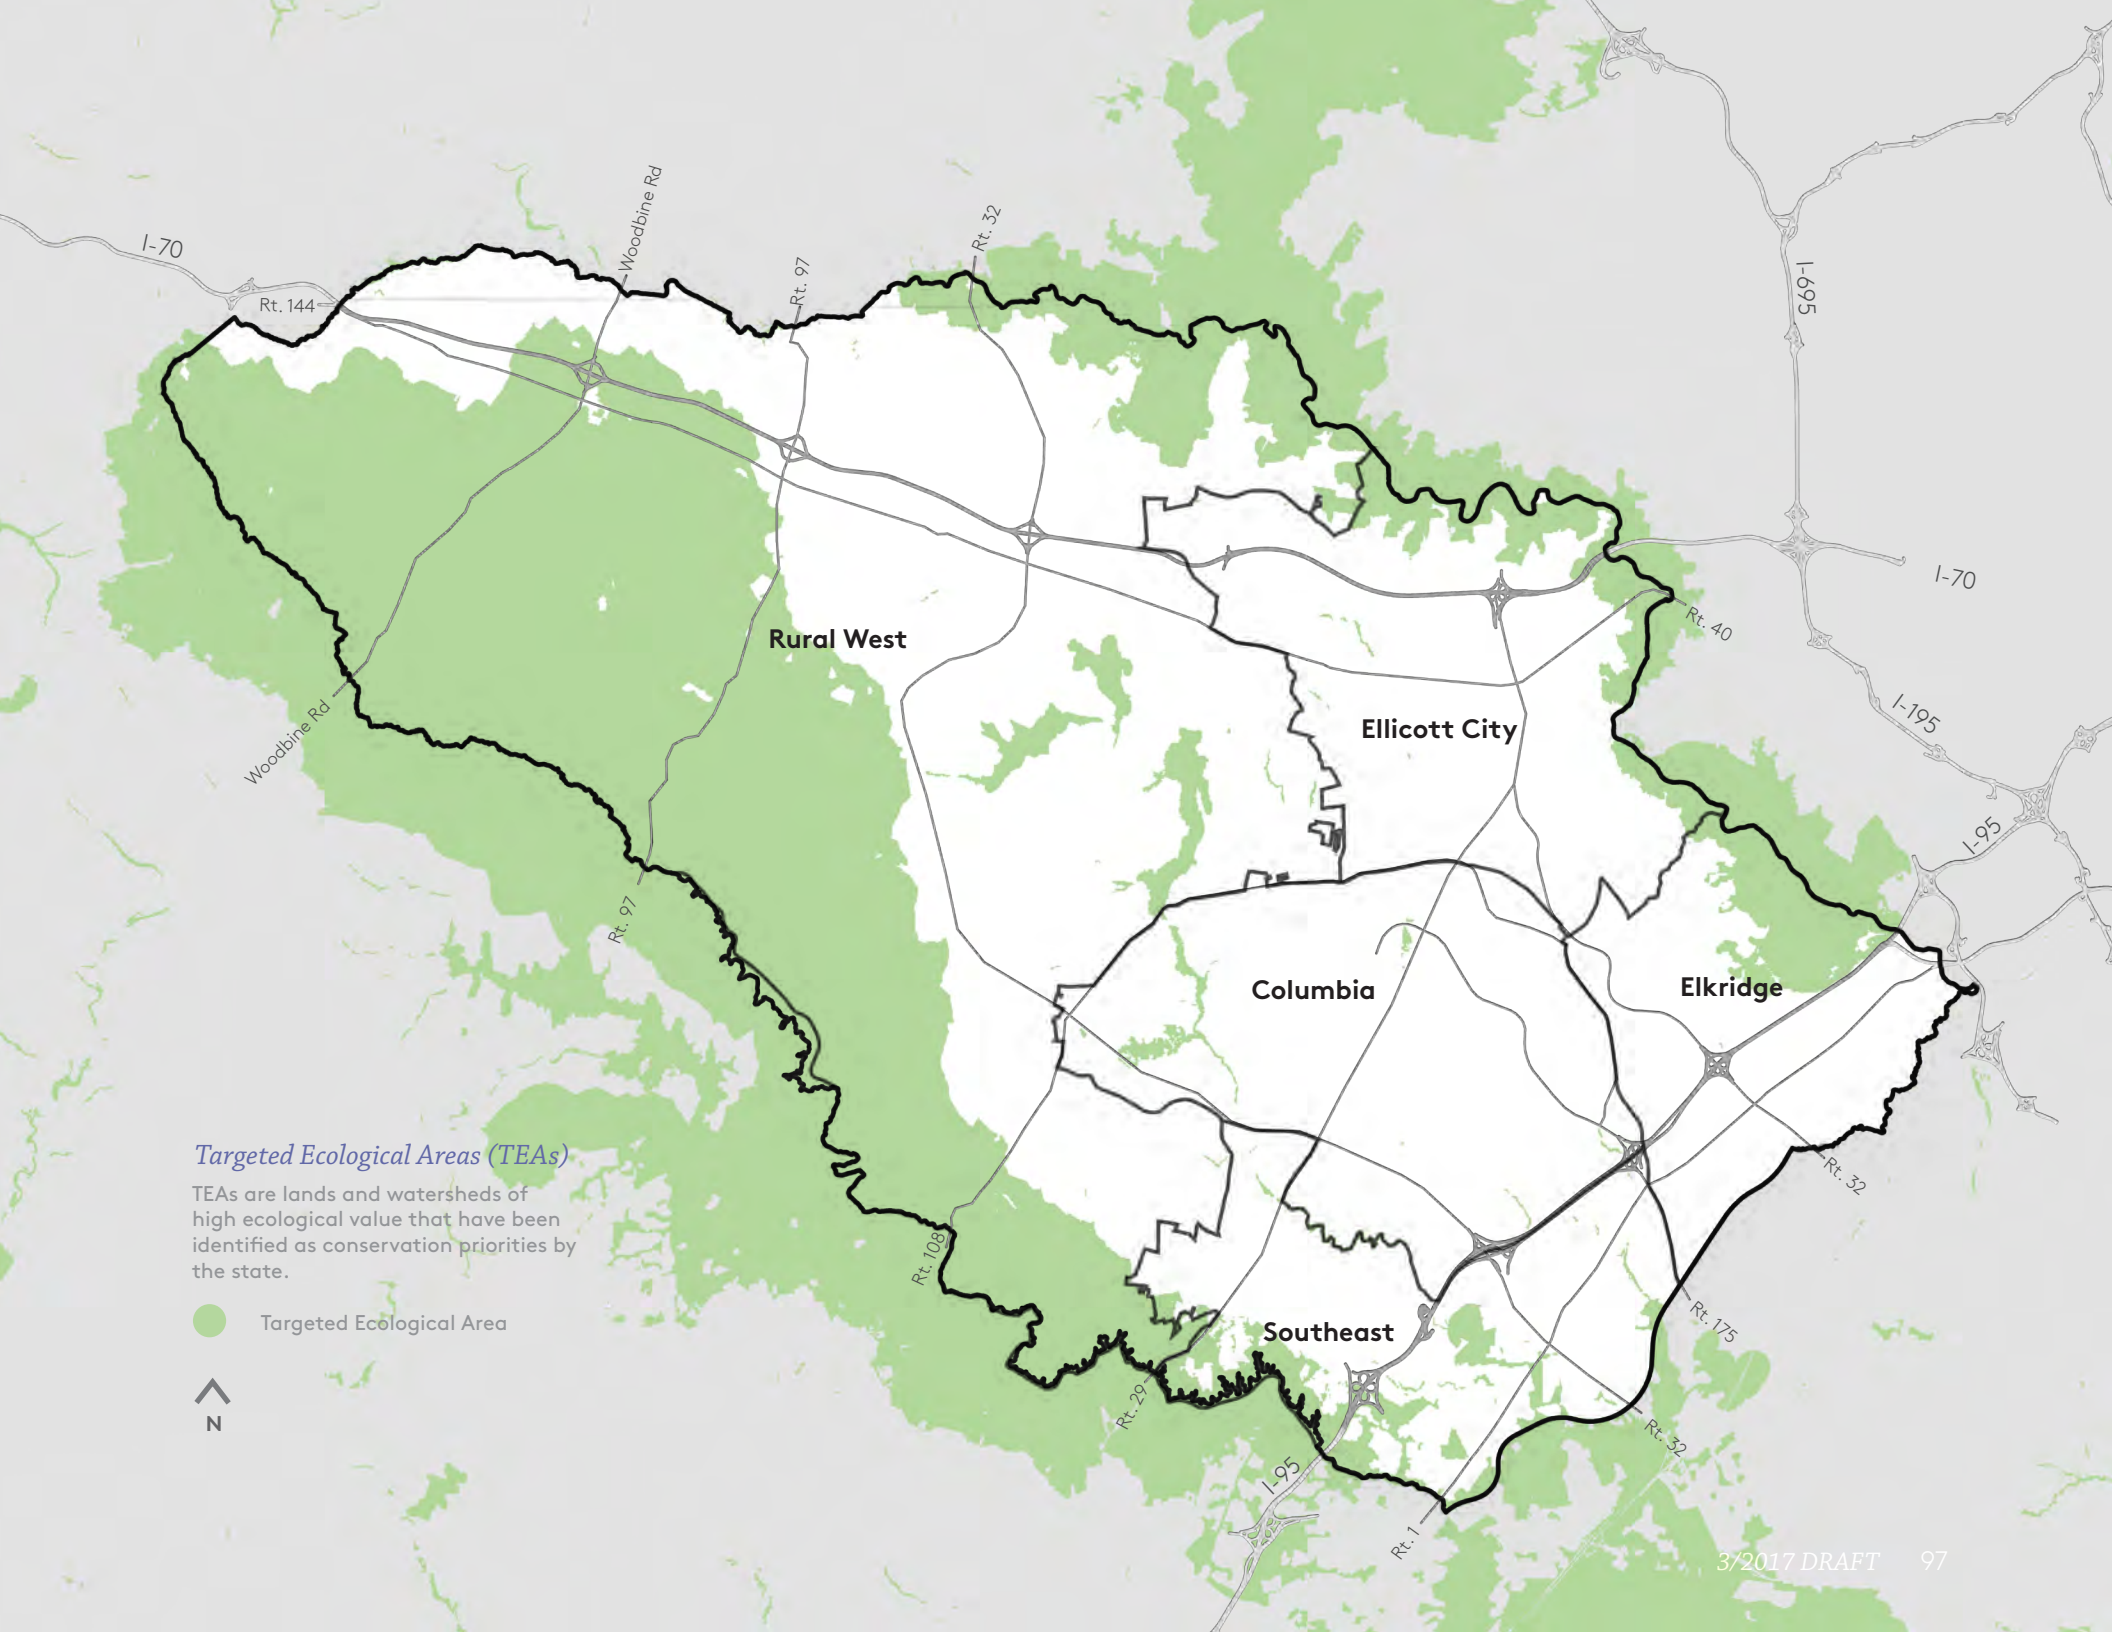 Woodbine Rd
Rt. 32
I-70
Rt. 97
Rt. 144
I-695
I-70
Rt. 40
Rural West
Ellicott City
I-195
Woodbine Rd
I-95
Rt. 97
Columbia
Elkridge
Targeted Ecological Areas (TEAs)
TEAs are lands and watersheds of
high ecological value that have been
identified as conservation priorities by
the state.
Targeted Ecological Area
N
Rt. 32
Rt. 108
Rt. 175
Southeast
Rt. 29
Rt. 32
I-95
Rt. 1
3/2017 DRAFT 97